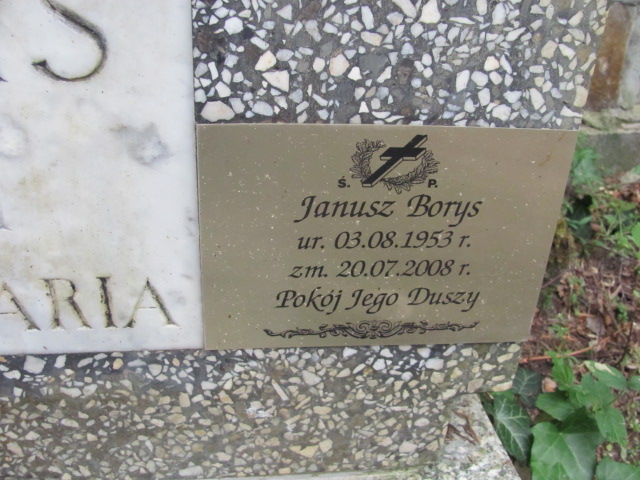 Ś. P.
Janusz Borys
ur. 03.08.1953 r.
zm. 20.07.2008 r.
Pokój Jego Duszy
ARIA